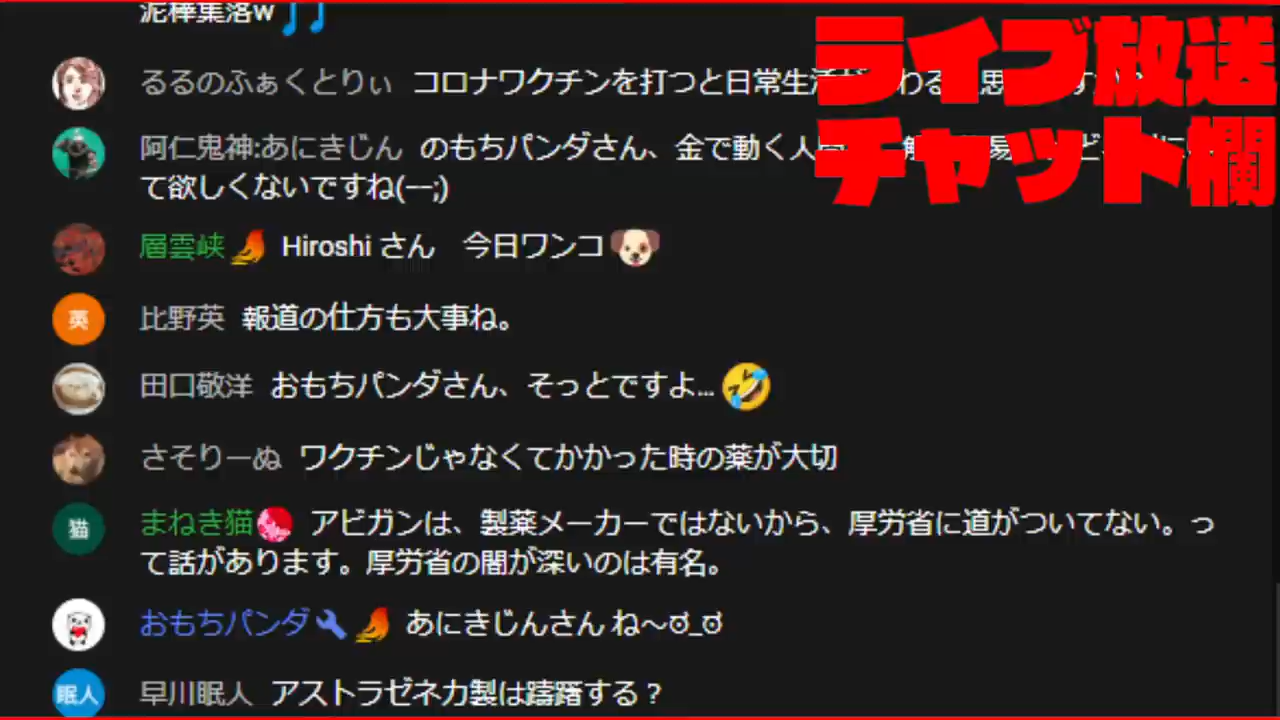 泥棒集落w🎵
ライブ放送
チャット欄
るるのふぁくとりぃ コロナワクチンを打つと日常生活 わる 思 す
阿仁鬼神:あにきじん のもちパンダさん、金で動く人間
て欲しくないですね(―;)
層雲峡 Hiroshi さん 今日ワンコ🐶
英 比野英 報道の仕方も大事ね。
田口敬洋 おもちパンダさん、そっとですよ...🤣
さそりーぬ ワクチンじゃなくてかかった時の薬が大切
猫 まねき猫 アビガンは、製薬メーカーではないから、厚労省に道がついてない。っ
て話があります。厚労省の闇が深いのは有名。
おもちパンダ あにきじんさん ね〜ಠ_ಠ
眠人 早川眠人 アストラゼネカ製は躊躇する？